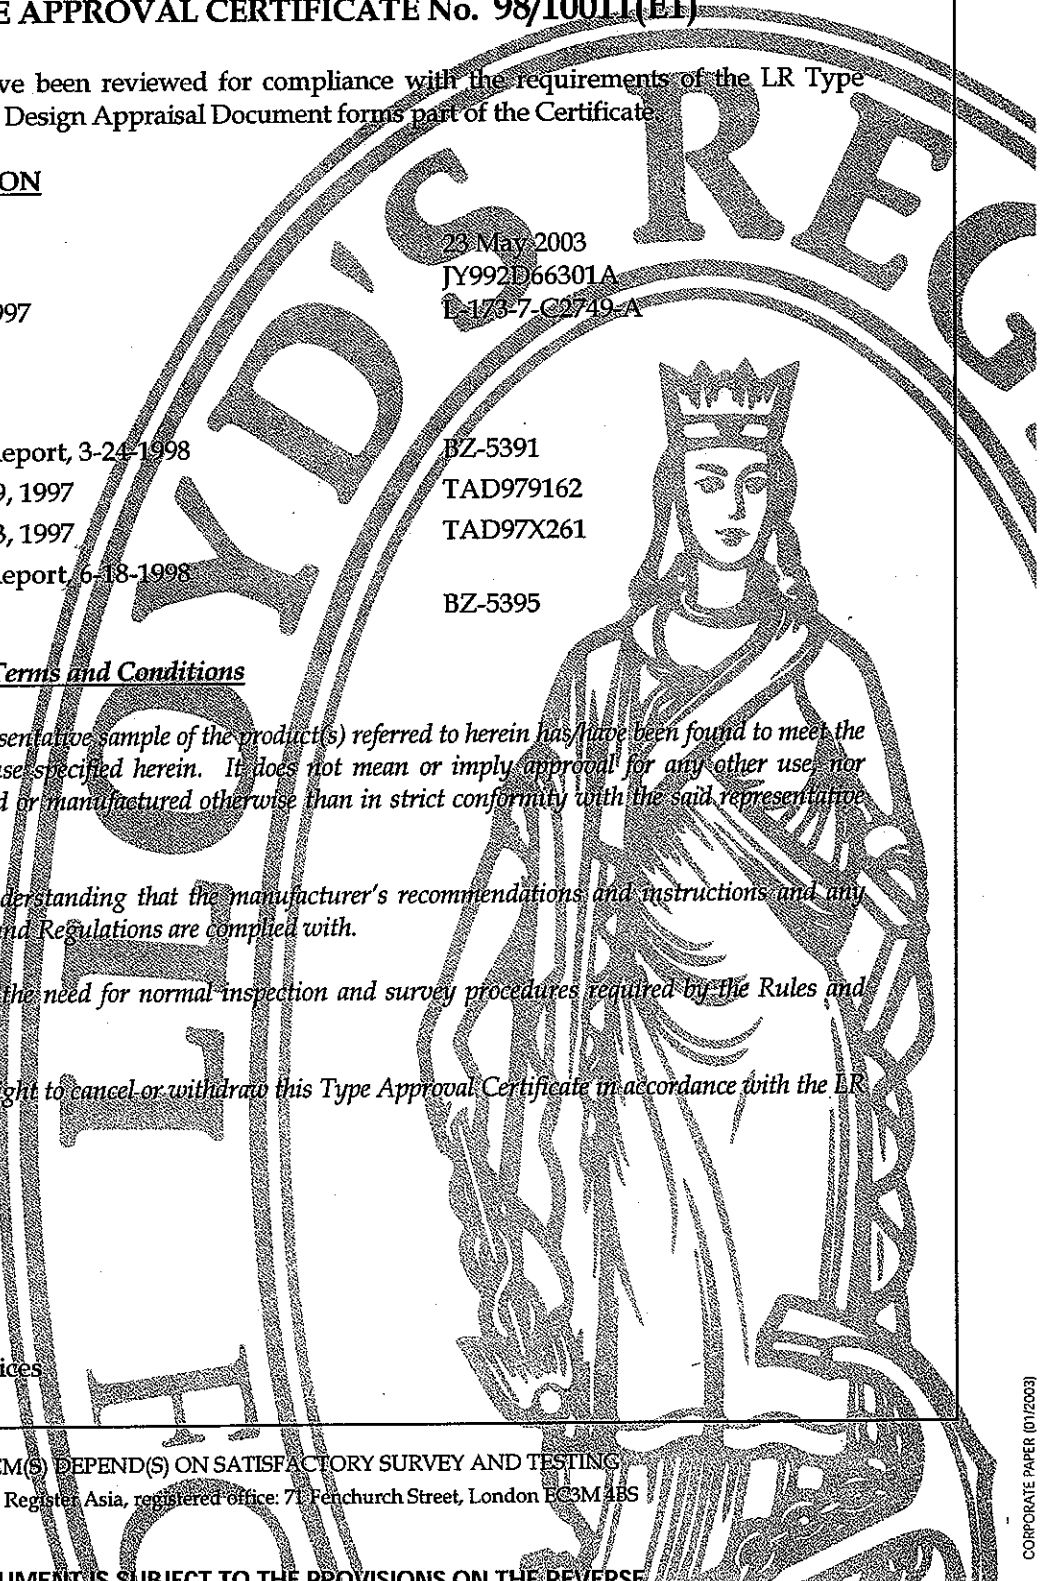 E APPROVAL CERTIFICATE No. 98/10011(E1)
ve been reviewed for compliance with the requirements of the LR Type
Design Appraisal Document forms part of the Certificate.
ON
23 May 2003
JY992D66301A
997 L-173-7-C2749-A
eport, 3-24-1998 BZ-5391
9, 1997 TAD979162
3, 1997 TAD97X261
eport, 6-18-1998
BZ-5395
Terms and Conditions
sentative sample of the product(s) referred to herein has/have been found to meet the
use specified herein. It does not mean or imply approval for any other use, nor
d or manufactured otherwise than in strict conformity with the said representative
derstanding that the manufacturer's recommendations and instructions and any
nd Regulations are complied with.
the need for normal inspection and survey procedures required by the Rules and
ght to cancel or withdraw this Type Approval Certificate in accordance with the LR
ices
EM(S) DEPEND(S) ON SATISFACTORY SURVEY AND TESTING
Register Asia, registered office: 71 Fenchurch Street, London EC3M 4BS
UMENT IS SUBJECT TO THE PROVISIONS ON THE REVERSE
CORPORATE PAPER (01/2003)
LLOYD'S REG